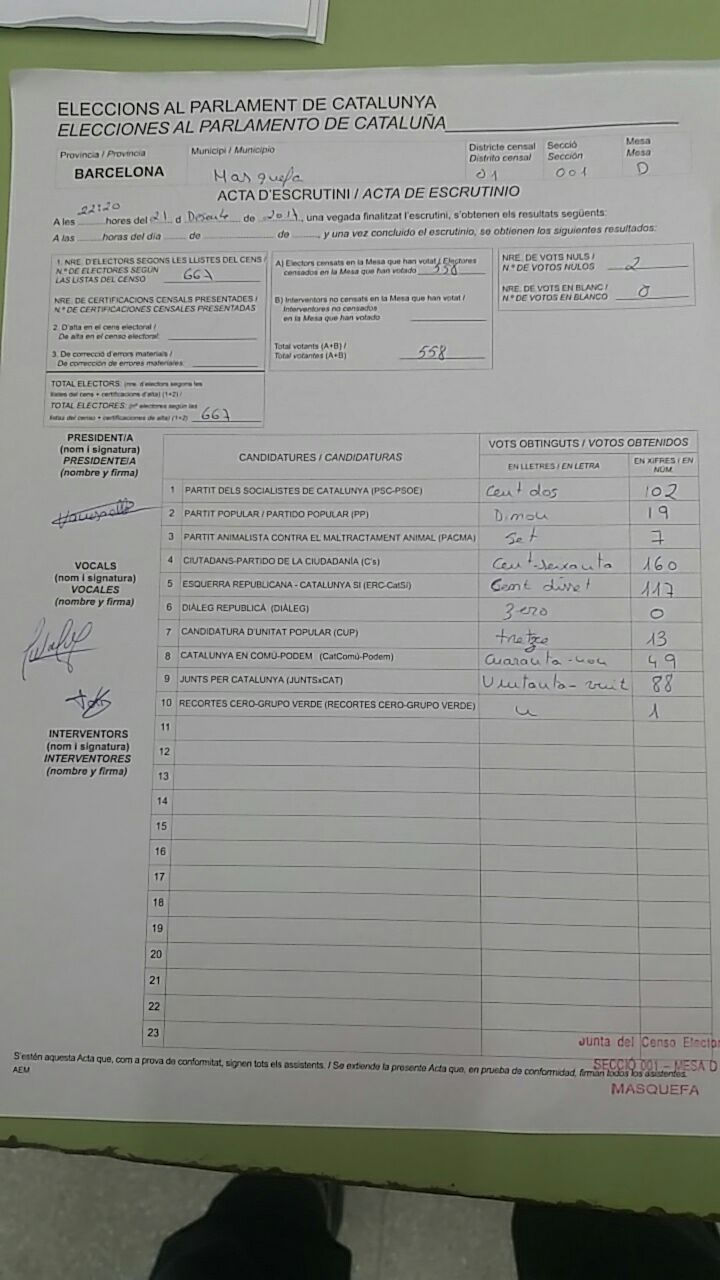 ELECCIONS AL PARLAMENT DE CATALUNYA
ELECCIONES AL PARLAMENTO DE CATALUÑA
Provincia / Provincia
BARCELONA
Municipi / Municipio
Masquefa
Districte censal
Distrito censal
01
Secció
Sección
001
Mesa
Mesa
D
ACTA D'ESCRUTINI / ACTA DE ESCRUTINIO
A les 22:20 hores del 21 d de 2017, una vegada finalitzat l'escrutini, s'obtenen els resultats següents:
A las hores del día de de , y una vez concluido el escrutinio, se obtienen los siguientes resultados:
1. NRE. D'ELECTORS SEGONS LES LLISTES DEL CENS /
N.º DE ELECTORES SEGÚN
LAS LISTAS DEL CENSO 667
NRE. DE CERTIFICACIONS CENSALS PRESENTADES /
N.º DE CERTIFICACIONES CENSALES PRESENTADAS
2. D'alta en el cens electoral /
De alta en el censo electoral:
3. De correcció d'errors materials /
De corrección de errores materiales:
TOTAL ELECTORS: (nre. d'electors segons les
llistes del cens + certificacions d'alta) (1+2) /
TOTAL ELECTORES: (nº electores según las
listas del censo + certificaciones de alta) (1+2) 667
A) Electors censats en la Mesa que han votat / Electores
censados en la Mesa que han votado 558
B) Interventors no censats en la Mesa que han votat /
Interventores no censados
en la Mesa que han votado
Total votants (A+B) /
Total votantes (A+B) 558
NRE. DE VOTS NULS /
N.º DE VOTOS NULOS 2
NRE. DE VOTS EN BLANC /
N.º DE VOTOS EN BLANCO 0
PRESIDENT/A
(nom i signatura)
PRESIDENTE/A
(nombre y firma)
VOCALS
(nom i signatura)
VOCALES
(nombre y firma)
INTERVENTORS
(nom i signatura)
INTERVENTORES
(nombre y firma)
CANDIDATURES / CANDIDATURAS
VOTS OBTINGUTS / VOTOS OBTENIDOS
EN LLETRES / EN LETRA
EN XIFRES / EN NÚM.
1 PARTIT DELS SOCIALISTES DE CATALUNYA (PSC-PSOE) Cent dos 102
2 PARTIT POPULAR / PARTIDO POPULAR (PP) Dinou 19
3 PARTIT ANIMALISTA CONTRA EL MALTRACTAMENT ANIMAL (PACMA) Set 7
4 CIUTADANS-PARTIDO DE LA CIUDADANÍA (C's) Cent-seixanta 160
5 ESQUERRA REPUBLICANA - CATALUNYA SI (ERC-CatSí) Cent disset 117
6 DIÀLEG REPUBLICÀ (DIÀLEG) Zero 0
7 CANDIDATURA D'UNITAT POPULAR (CUP) tretze 13
8 CATALUNYA EN COMÚ-PODEM (CatComú-Podem) Cuaranta-nou 49
9 JUNTS PER CATALUNYA (JUNTSxCAT) Vuitanta-vuit 88
10 RECORTES CERO-GRUPO VERDE (RECORTES CERO-GRUPO VERDE) u 1
11
12
13
14
15
16
17
18
19
20
21
22
23
S'estén aquesta Acta que, com a prova de conformitat, signen tots els assistents. / Se extiende la presente Acta que, en prueba de conformidad, firman todos los asistentes.
AEM
Junta del Censo Elector
SECCIÓ 001 - MESA D
MASQUEFA